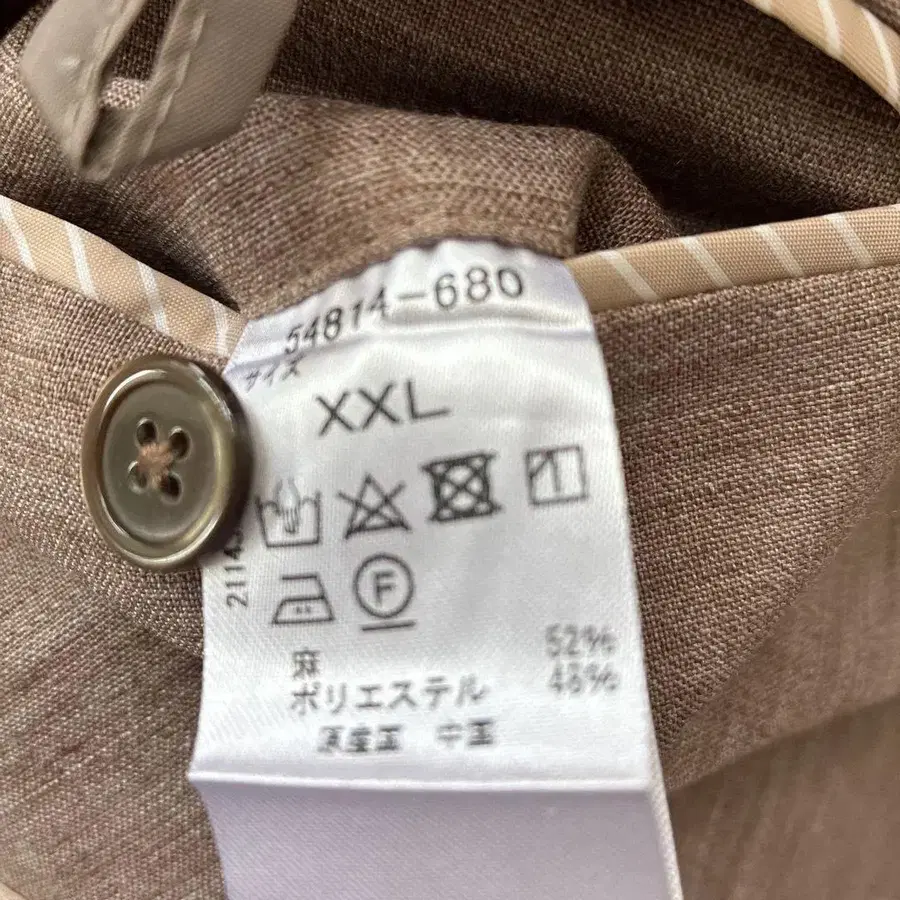 54814-680
サイズ
XXL
F
麻 52%
ポリエステル 48%
原産国 中国